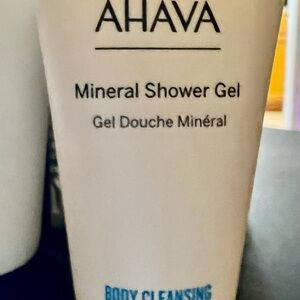 AHAVA
Mineral Shower Gel
Gel Douche Minéral
BODY CLEANSING